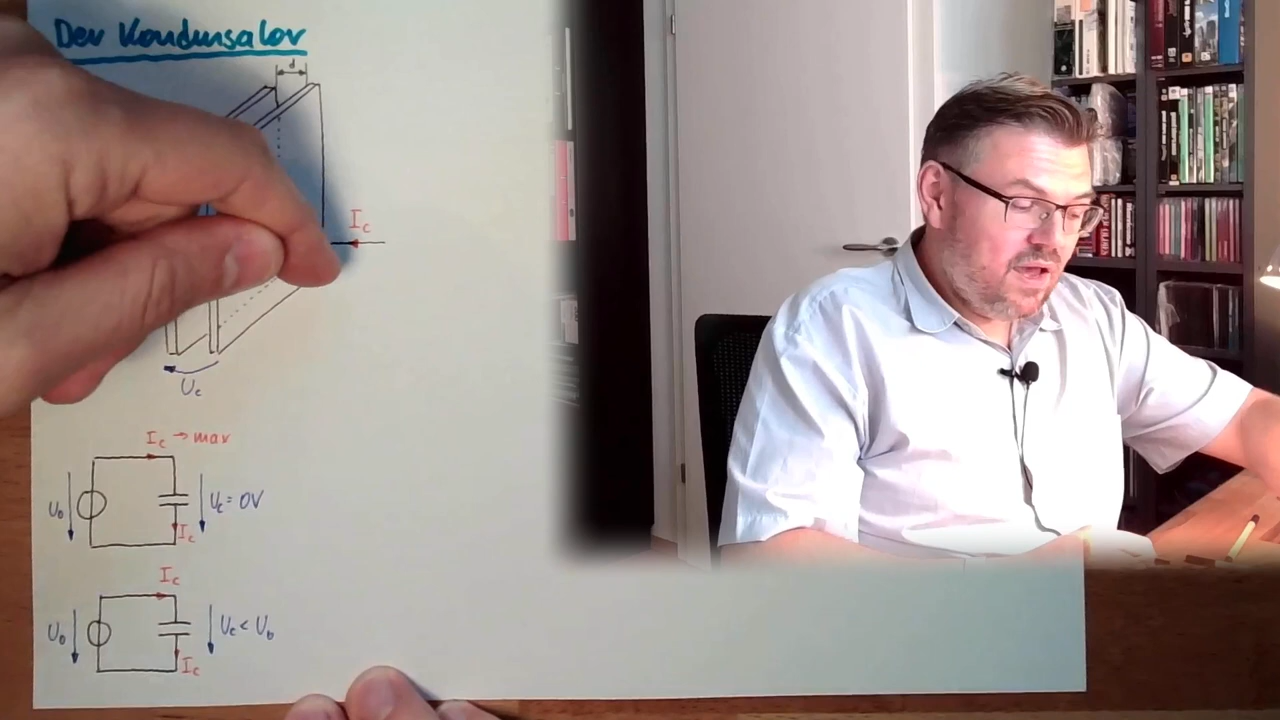 Der Kondensator
d
I_c
U_c
I_c → max
U_0
U_c = 0V
I_c
I_c
U_0
U_c < U_0
I_c